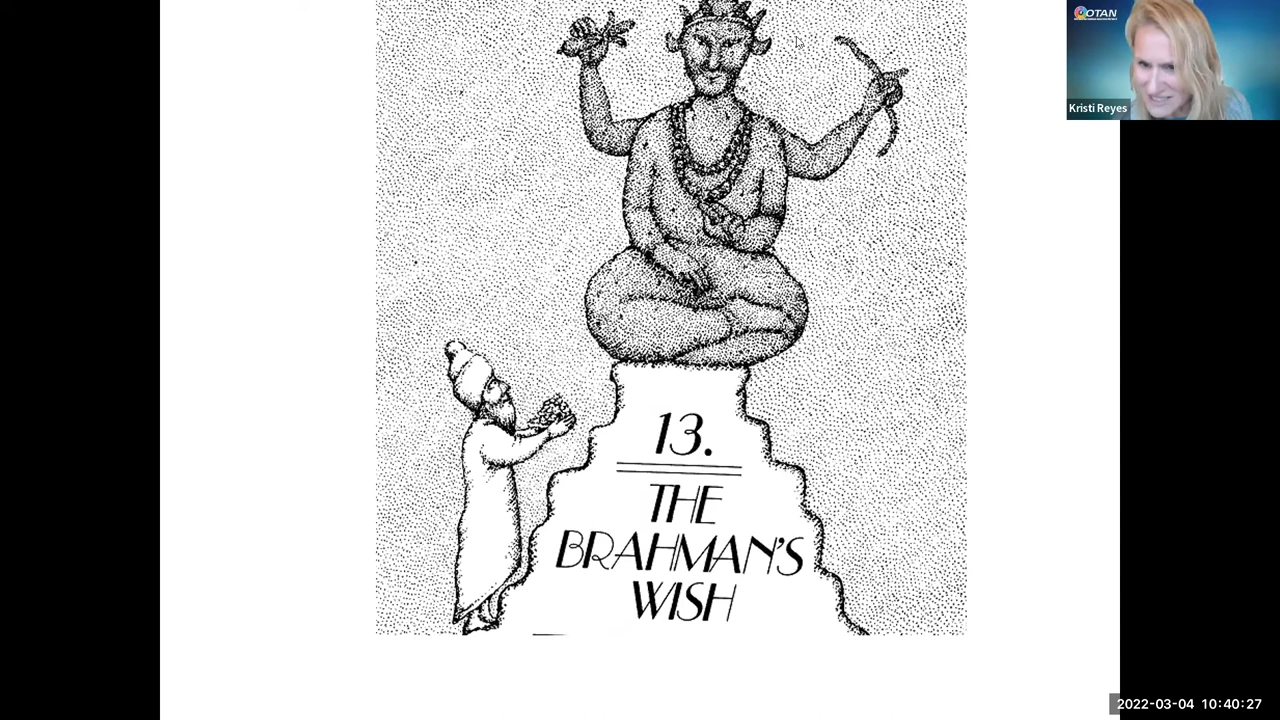 OTAN
Kristi Reyes
13.
THE
BRAHMAN'S
WISH
2022-03-04 10:40:27